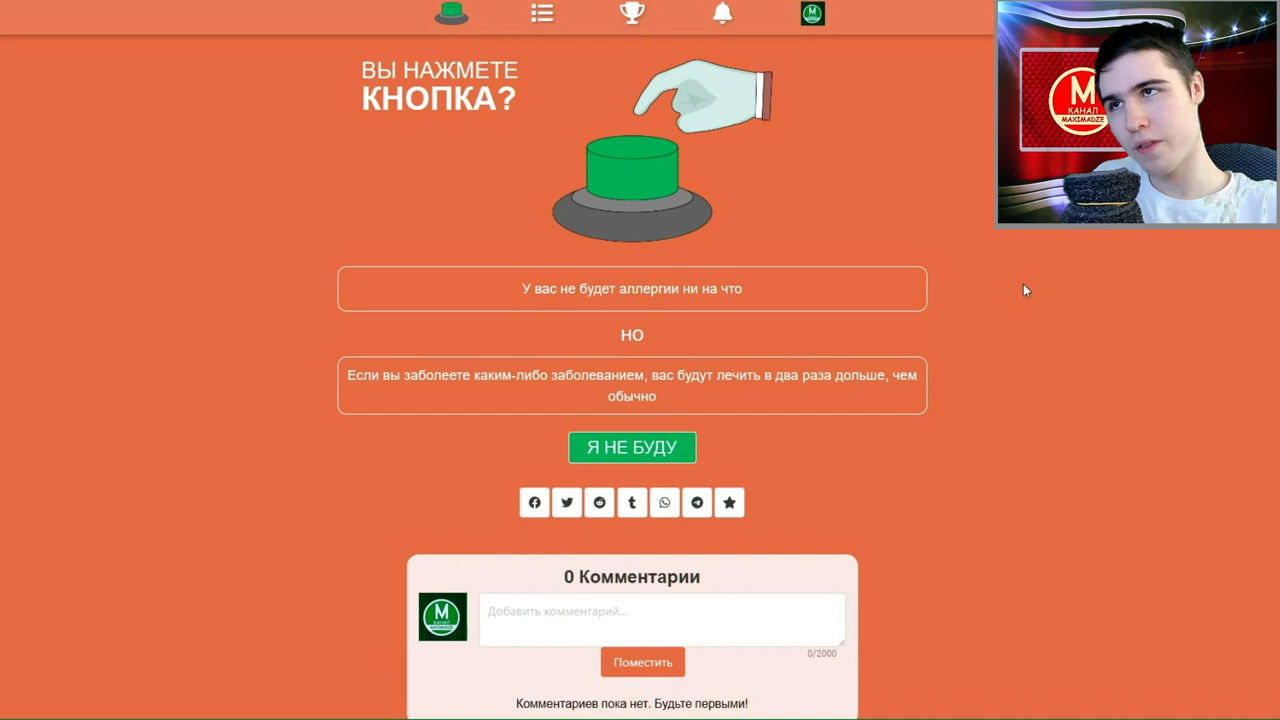 ВЫ НАЖМЕТЕ
КНОПКА?
М
КАНАЛ
MAXIMADZE
У вас не будет аллергии ни на что
НО
Если вы заболеете каким-либо заболеванием, вас будут лечить в два раза дольше, чем
обычно
Я НЕ БУДУ
0 Комментарии
М
КАНАЛ
MAXIMADZE
Добавить комментарий...
0/2000
Поместить
Комментариев пока нет. Будьте первыми!